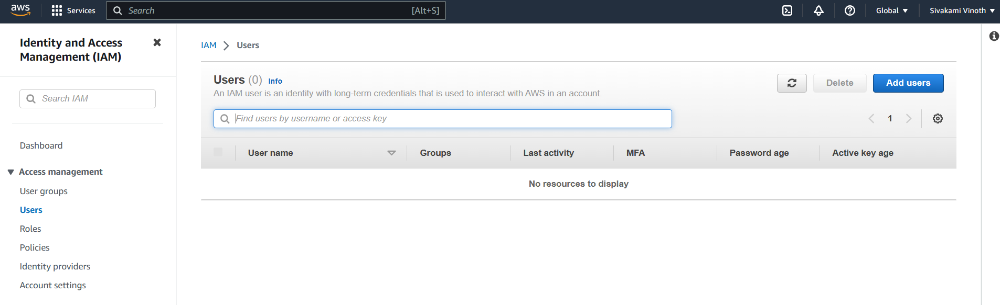 aws
Services
Search
[Alt+S]
Global
Sivakami Vinoth
Identity and Access
Management (IAM)
Search IAM
Dashboard
Access management
User groups
Users
Roles
Policies
Identity providers
Account settings
IAM
Users
Users (0) Info
An IAM user is an identity with long-term credentials that is used to interact with AWS in an account.
Delete
Add users
Find users by username or access key
1
User name
Groups
Last activity
MFA
Password age
Active key age
No resources to display